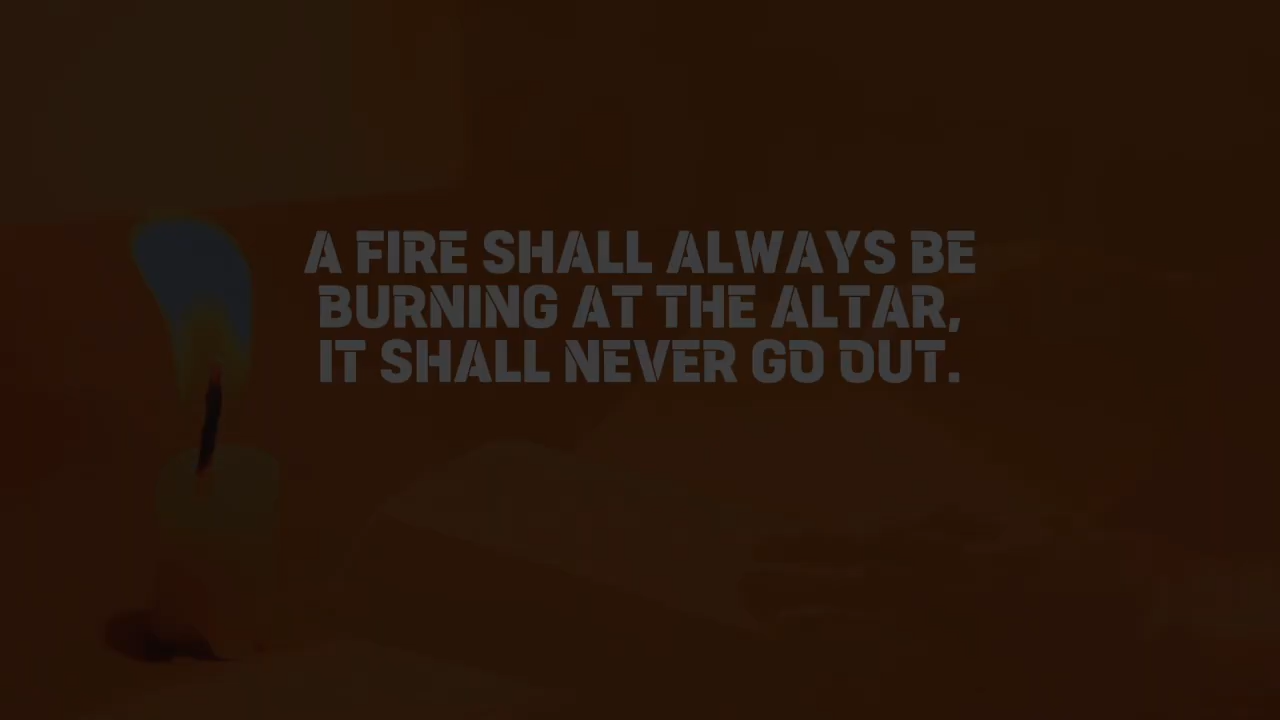 A FIRE SHALL ALWAYS BE
BURNING AT THE ALTAR,
IT SHALL NEVER GO OUT.